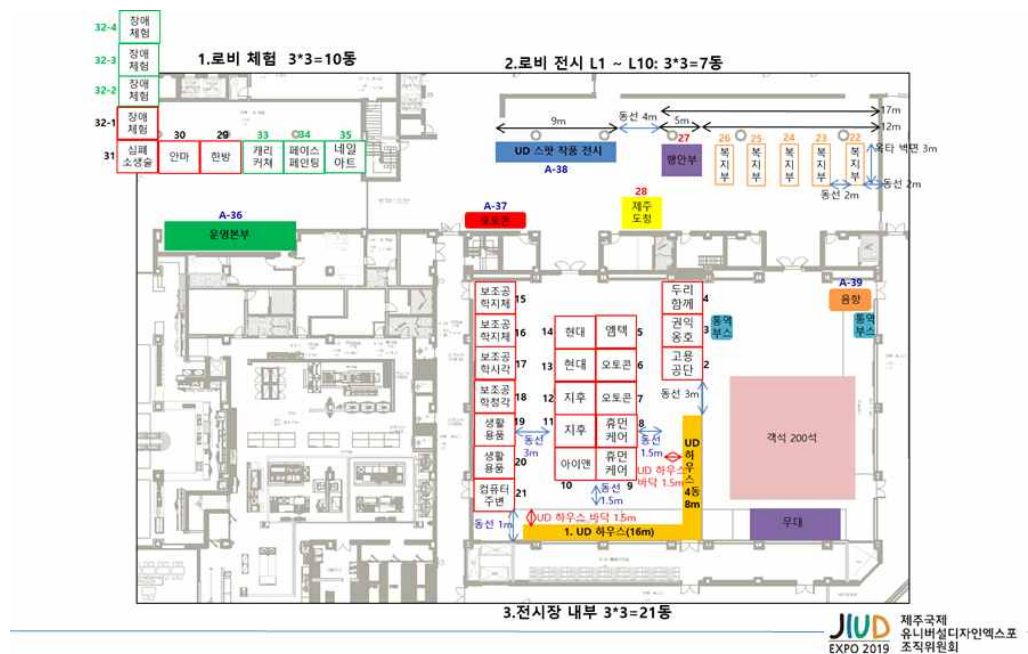 32-4
장애
체험
32-3
장애
체험
32-2
장애
체험
32-1
장애
체험
1.로비 체험 3*3=10동
2.로비 전시 L1 ~ L10: 3*3=7동
31
심폐
소생술
30
안마
29
한방
33
캐리
커쳐
34
페이스
페인팅
35
네일
아트
9m
동선 4m
5m
17m
12m
UD 스팟 작품 전시
A-38
27
행안부
26
복지부
25
복지부
24
복지부
23
복지부
22
복지부
옥타 벽면 3m
동선 2m
동선 2m
28
제주
도청
A-37
오토콘
A-36
운영본부
A-39
음향
보조공
학지체
15
보조공
학지체
16
보조공
학시각
17
보조공
학청각
18
생활
용품
19
생활
용품
20
컴퓨터
주변
21
14
현대
엠텍
5
13
현대
오토콘
6
12
지후
오토콘
7
11
지후
휴먼
케어
8
아이앤
휴먼
케어
10
9
두리
함께
4
권익
옹호
3
고용
공단
2
통역
부스
통역
부스
동선 3m
동선
3m
동선
1.5m
동선
1.5m
UD 하우스
바닥 1.5m
UD
하
우
스
4동
8m
객석 200석
무대
동선 1m
UD 하우스 바닥 1.5m
1. UD 하우스(16m)
3.전시장 내부 3*3=21동
JIUD
EXPO 2019
제주국제
유니버설디자인엑스포
조직위원회